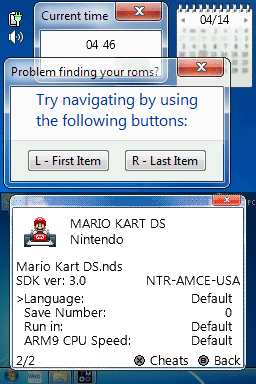 Current time
04/14
04 46
Problem finding your roms?
Try navigating by using
the following buttons:
L - First Item
R - Last Item
PC
MARIO KART DS
Nintendo
Mario Kart DS.nds
SDK ver: 3.0
NTR-AMCE-USA
>Language: Default
Save Number: 0
Run in: Default
ARM9 CPU Speed: Default
2/2
Cheats
Back
Web